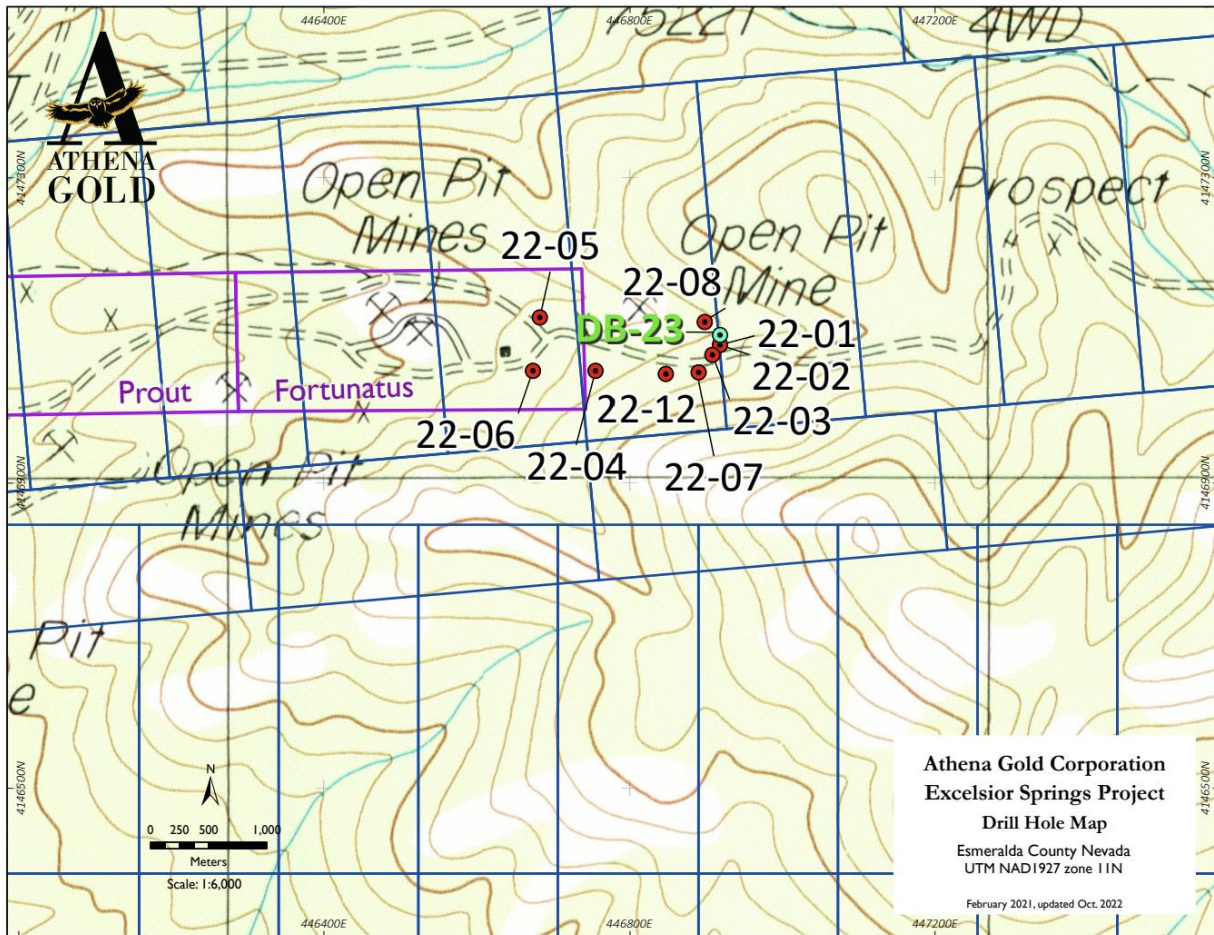 446400E
446800E
447200E
7522T
4WD
T
ATHENA
GOLD
4147300N
4147300N
Open Pit
Mines
Prospect
Open Pit
Mine
22-05
22-08
DB-23
22-01
22-02
22-03
22-12
22-07
22-06
22-04
Prout
Fortunatus
4146900N
4146900N
Open Pit
Mines
Pit
e
4146500N
4146500N
N
0 250 500 1,000
Meters
Scale: 1:6,000
Athena Gold Corporation
Excelsior Springs Project
Drill Hole Map
Esmeralda County Nevada
UTM NAD1927 zone 11N
February 2021, updated Oct. 2022
446400E
446800E
447200E